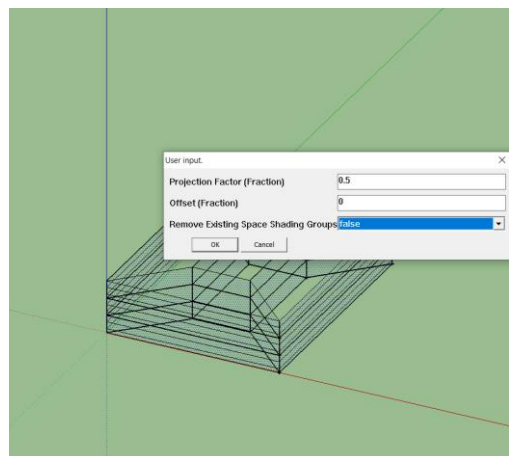 User input.
Projection Factor (Fraction) 0.5
Offset (Fraction) 0
Remove Existing Space Shading Groups false
OK Cancel